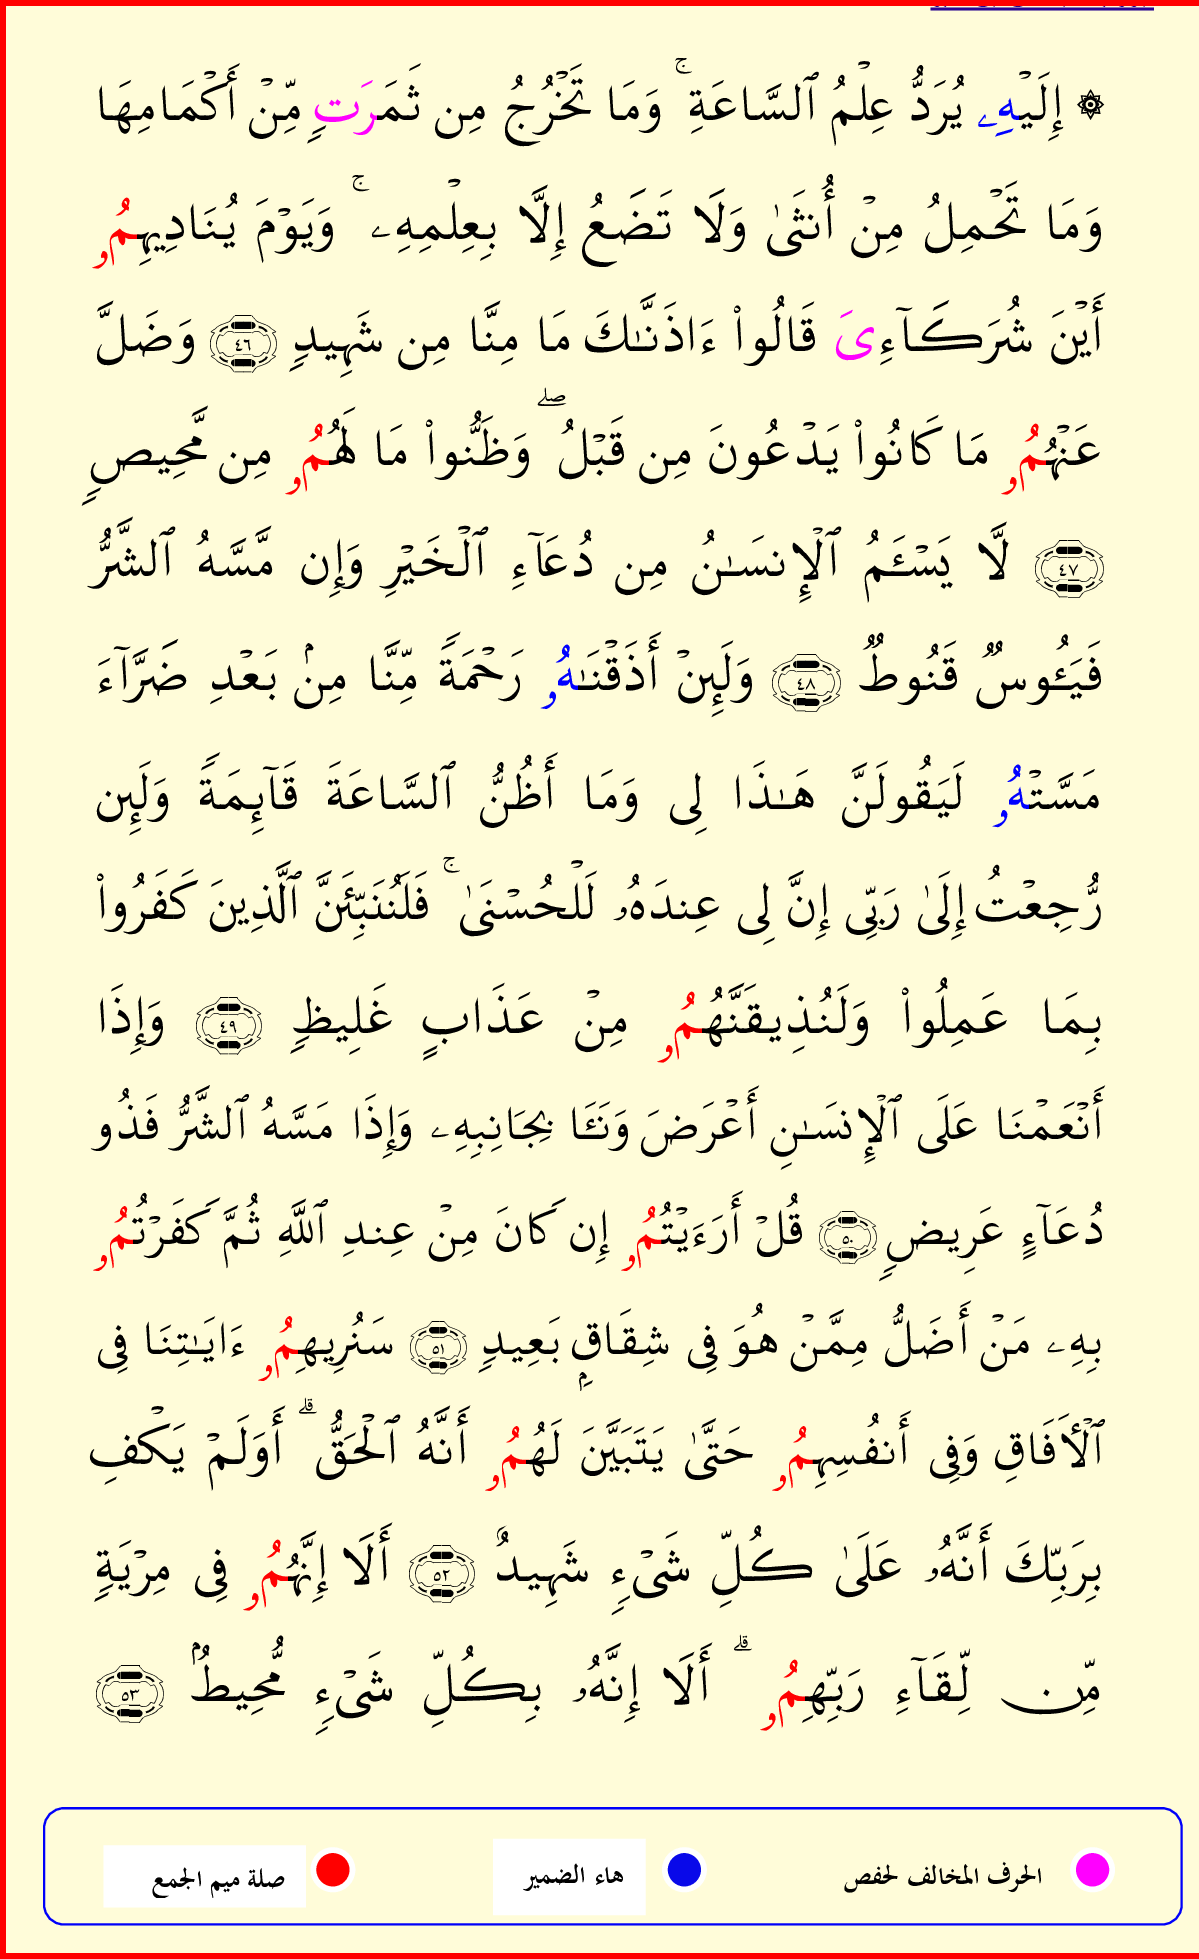 ۞ إِلَيۡهِۦ يُرَدُّ عِلۡمُ ٱلسَّاعَةِۚ وَمَا تَخۡرُجُ مِن ثَمَرَتٖ مِّنۡ أَكۡمَامِهَا
وَمَا تَحۡمِلُ مِنۡ أُنثَىٰ وَلَا تَضَعُ إِلَّا بِعِلۡمِهِۦۚ وَيَوۡمَ يُنَادِيهِمُۥ
أَيۡنَ شُرَكَآءِيَ قَالُواْ ءَاذَنَّٰكَ مَا مِنَّا مِن شَهِيدٖ ٤٦ وَضَلَّ
عَنۡهُمُۥ مَا كَانُواْ يَدۡعُونَ مِن قَبۡلُۖ وَظَنُّواْ مَا لَهُمُۥ مِن مَّحِيصٖ
٤٧ لَّا يَسۡـَٔمُ ٱلۡإِنسَٰنُ مِن دُعَآءِ ٱلۡخَيۡرِ وَإِن مَّسَّهُ ٱلشَّرُّ
فَيَـُٔوسٞ قَنُوطٞ ٤٨ وَلَئِنۡ أَذَقۡنَٰهُۥ رَحۡمَةٗ مِّنَّا مِنۢ بَعۡدِ ضَرَّآءَ
مَسَّتۡهُۥ لَيَقُولَنَّ هَٰذَا لِي وَمَا أَظُنُّ ٱلسَّاعَةَ قَآئِمَةٗ وَلَئِن
رُّجِعۡتُ إِلَىٰ رَبِّي إِنَّ لِي عِندَهُۥ لَلۡحُسۡنَىٰۚ فَلَنُنَبِّئَنَّ ٱلَّذِينَ كَفَرُواْ
بِمَا عَمِلُواْ وَلَنُذِيقَنَّهُمُۥ مِنۡ عَذَابٍ غَلِيظٖ ٤٩ وَإِذَا
أَنۡعَمۡنَا عَلَى ٱلۡإِنسَٰنِ أَعۡرَضَ وَنَـَٔا بِجَانِبِهِۦ وَإِذَا مَسَّهُ ٱلشَّرُّ فَذُو
دُعَآءٍ عَرِيضٖ ٥٠ قُلۡ أَرَءَيۡتُمُۥ إِن كَانَ مِنۡ عِندِ ٱللَّهِ ثُمَّ كَفَرۡتُمُۥ
بِهِۦ مَنۡ أَضَلُّ مِمَّنۡ هُوَ فِي شِقَاقِۭ بَعِيدٖ ٥١ سَنُرِيهِمُۥ ءَايَٰتِنَا فِي
ٱلۡأٓفَاقِ وَفِي أَنفُسِهِمُۥ حَتَّىٰ يَتَبَيَّنَ لَهُمُۥ أَنَّهُ ٱلۡحَقُّۗ أَوَلَمۡ يَكۡفِ
بِرَبِّكَ أَنَّهُۥ عَلَىٰ كُلِّ شَيۡءٖ شَهِيدٌ ٥٢ أَلَا إِنَّهُمُۥ فِي مِرۡيَةٖ
مِّن لِّقَآءِ رَبِّهِمُۥۗ أَلَا إِنَّهُۥ بِكُلِّ شَيۡءٖ مُّحِيطُۢ ٥٣
الحرف المخالف لحفص
هاء الضمير
صلة ميم الجمع